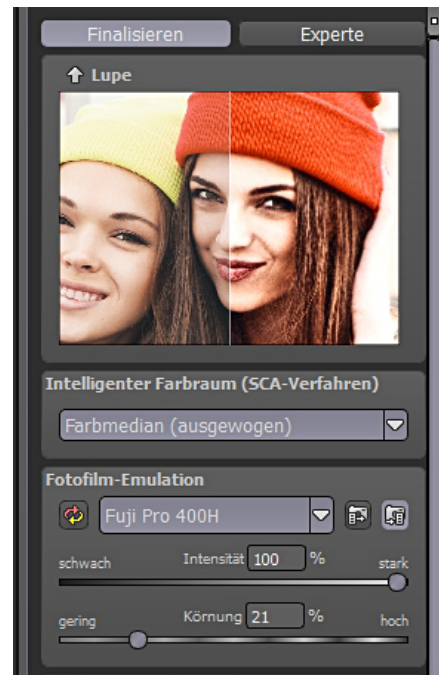 Finalisieren Experte
Lupe
Intelligenter Farbraum (SCA-Verfahren)
Farbmedian (ausgewogen)
Fotofilm-Emulation
Fuji Pro 400H
schwach Intensität 100 % stark
gering Körnung 21 % hoch